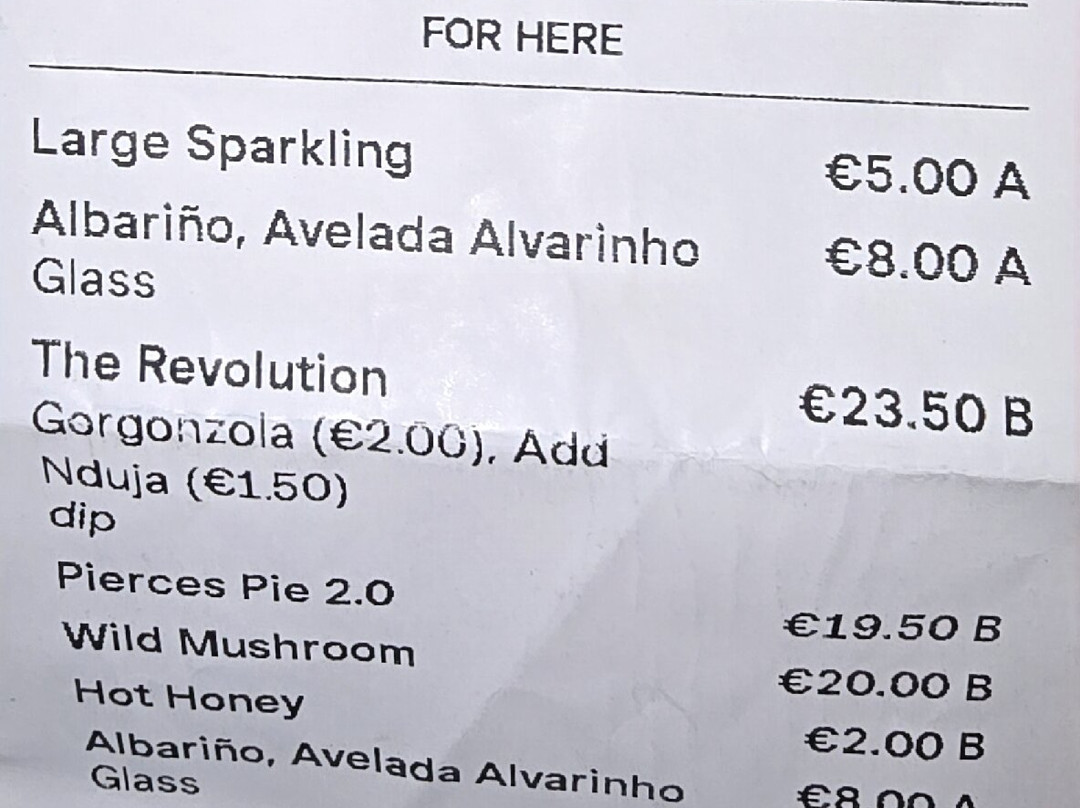 FOR HERE
Large Sparkling €5.00 A
Albariño, Avelada Alvarinho €8.00 A
Glass
The Revolution €23.50 B
Gorgonzola (€2.00), Add
Nduja (€1.50)
dip
Pierces Pie 2.0 €19.50 B
Wild Mushroom €20.00 B
Hot Honey €2.00 B
Albariño, Avelada Alvarinho €8.00 A
Glass